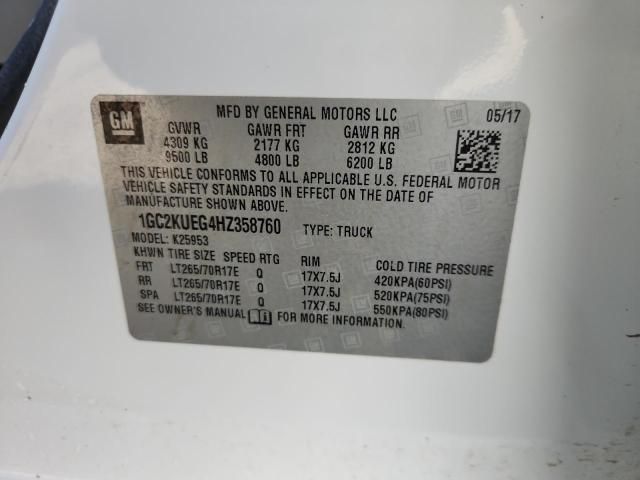 GM
MFD BY GENERAL MOTORS LLC 05/17
GVWR GAWR FRT GAWR RR
4309 KG 2177 KG 2812 KG
9500 LB 4800 LB 6200 LB
THIS VEHICLE CONFORMS TO ALL APPLICABLE U.S. FEDERAL MOTOR
VEHICLE SAFETY STANDARDS IN EFFECT ON THE DATE OF
MANUFACTURE SHOWN ABOVE.
1GC2KUEG4HZ358760 TYPE: TRUCK
MODEL: K25953
KHWN TIRE SIZE SPEED RTG RIM COLD TIRE PRESSURE
FRT LT265/70R17E Q 17X7.5J 420KPA(60PSI)
RR LT265/70R17E Q 17X7.5J 520KPA(75PSI)
SPA LT265/70R17E Q 17X7.5J 550KPA(80PSI)
SEE OWNER'S MANUAL FOR MORE INFORMATION.